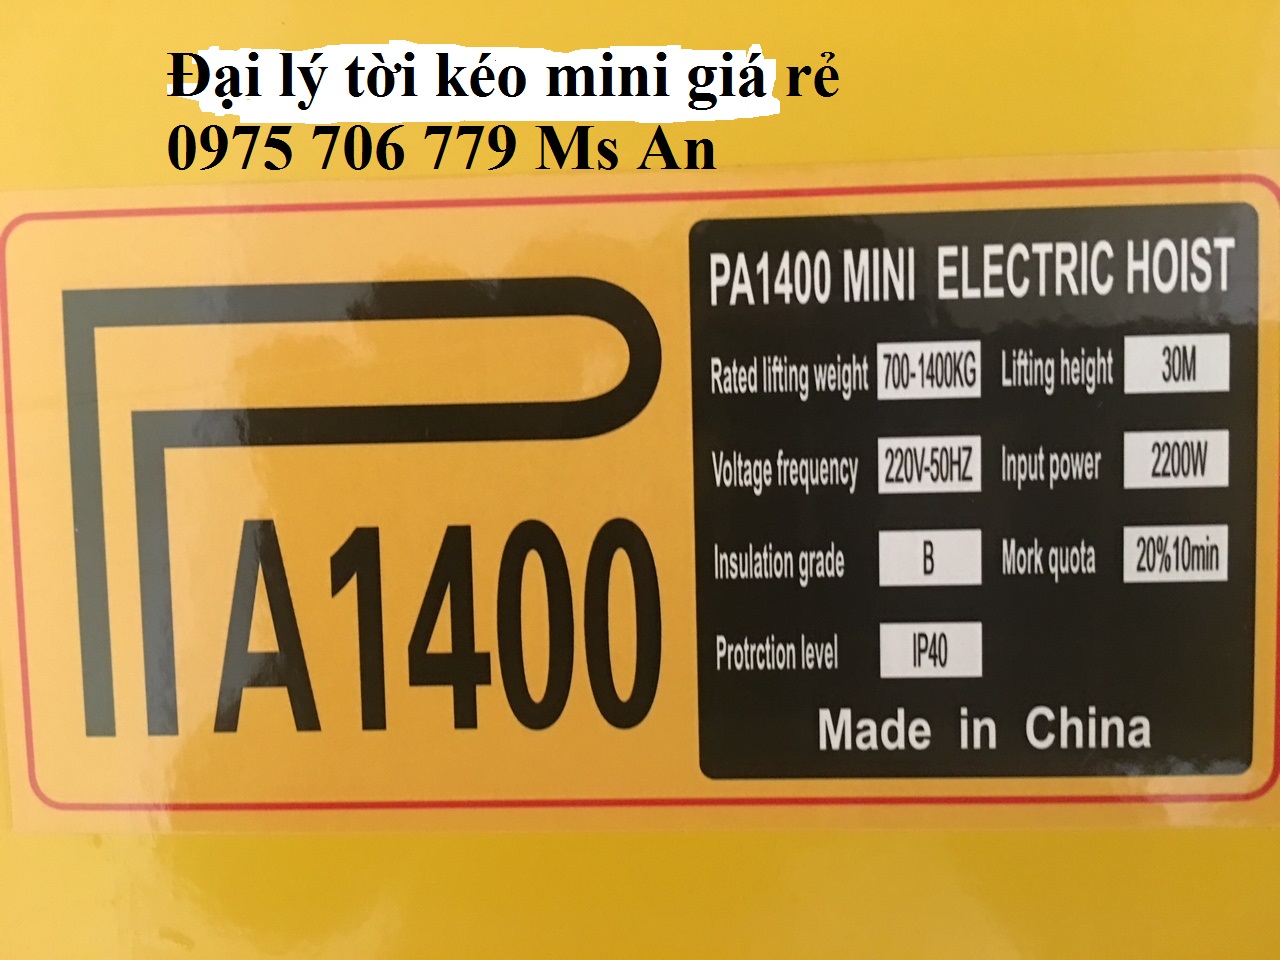 Đại lý tời kéo mini giá rẻ
0975 706 779 Ms An
PA1400
PA1400 MINI ELECTRIC HOIST
Rated lifting weight 700-1400KG Lifting height 30M
Voltage frequency 220V-50HZ Input power 2200W
Insulation grade B Mork quota 20%10min
Protrction level IP40
Made in China